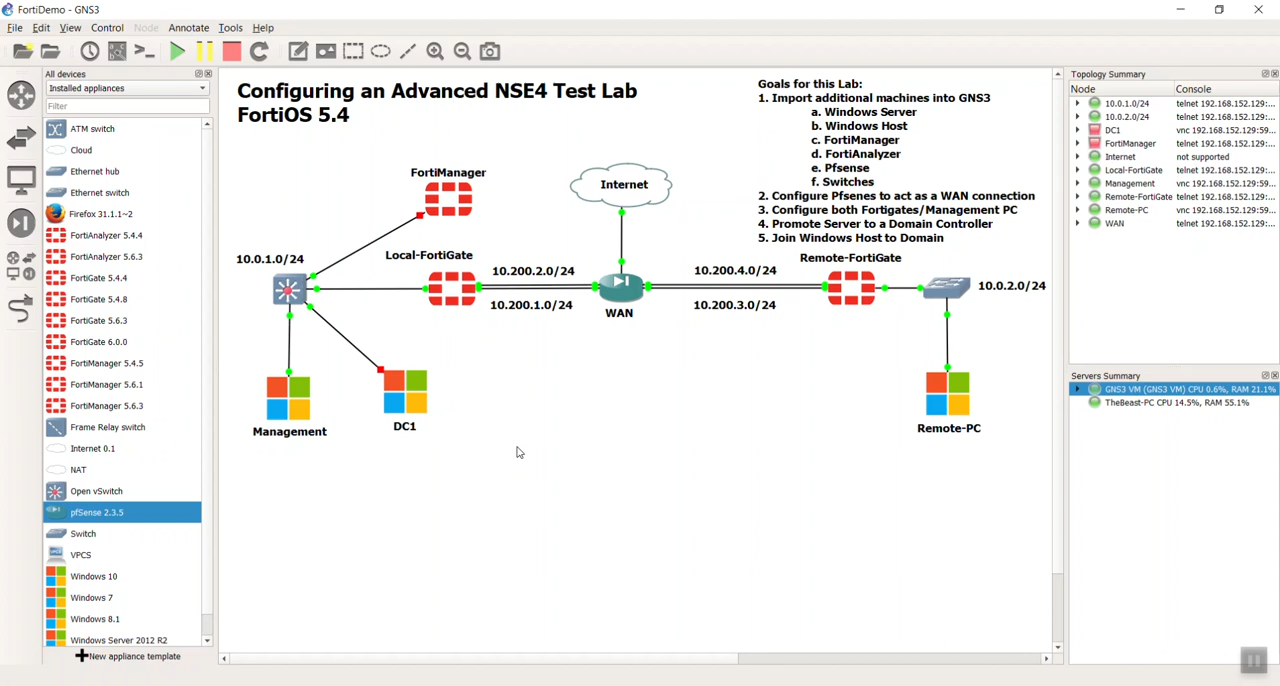 FortiDemo - GNS3
File Edit View Control Node Annotate Tools Help
All devices
Installed appliances
Filter
ATM switch
Cloud
Ethernet hub
Ethernet switch
Firefox 31.1.1~2
FortiAnalyzer 5.4.4
FortiAnalyzer 5.6.3
FortiGate 5.4.4
FortiGate 5.4.8
FortiGate 5.6.3
FortiGate 6.0.0
FortiManager 5.4.5
FortiManager 5.6.1
FortiManager 5.6.3
Frame Relay switch
Internet 0.1
NAT
Open vSwitch
pfSense 2.3.5
Switch
VPCS
Windows 10
Windows 7
Windows 8.1
Windows Server 2012 R2
New appliance template
Configuring an Advanced NSE4 Test Lab
FortiOS 5.4
Goals for this Lab:
1. Import additional machines into GNS3
a. Windows Server
b. Windows Host
c. FortiManager
d. FortiAnalyzer
e. Pfsense
f. Switches
2. Configure Pfsenes to act as a WAN connection
3. Configure both Fortigates/Management PC
4. Promote Server to a Domain Controller
5. Join Windows Host to Domain
FortiManager
Internet
10.0.1.0/24
Local-FortiGate
10.200.2.0/24
10.200.1.0/24
WAN
10.200.4.0/24
10.200.3.0/24
Remote-FortiGate
10.0.2.0/24
Management
DC1
Remote-PC
Topology Summary
Node Console
10.0.1.0/24 telnet 192.168.152.129:...
10.0.2.0/24 telnet 192.168.152.129:...
DC1 vnc 192.168.152.129:59...
FortiManager telnet 192.168.152.129:...
Internet not supported
Local-FortiGate telnet 192.168.152.129:...
Management vnc 192.168.152.129:59...
Remote-FortiGate telnet 192.168.152.129:...
Remote-PC vnc 192.168.152.129:59...
WAN telnet 192.168.152.129:...
Servers Summary
GNS3 VM (GNS3 VM) CPU 0.6%, RAM 21.1%
TheBeast-PC CPU 14.5%, RAM 55.1%